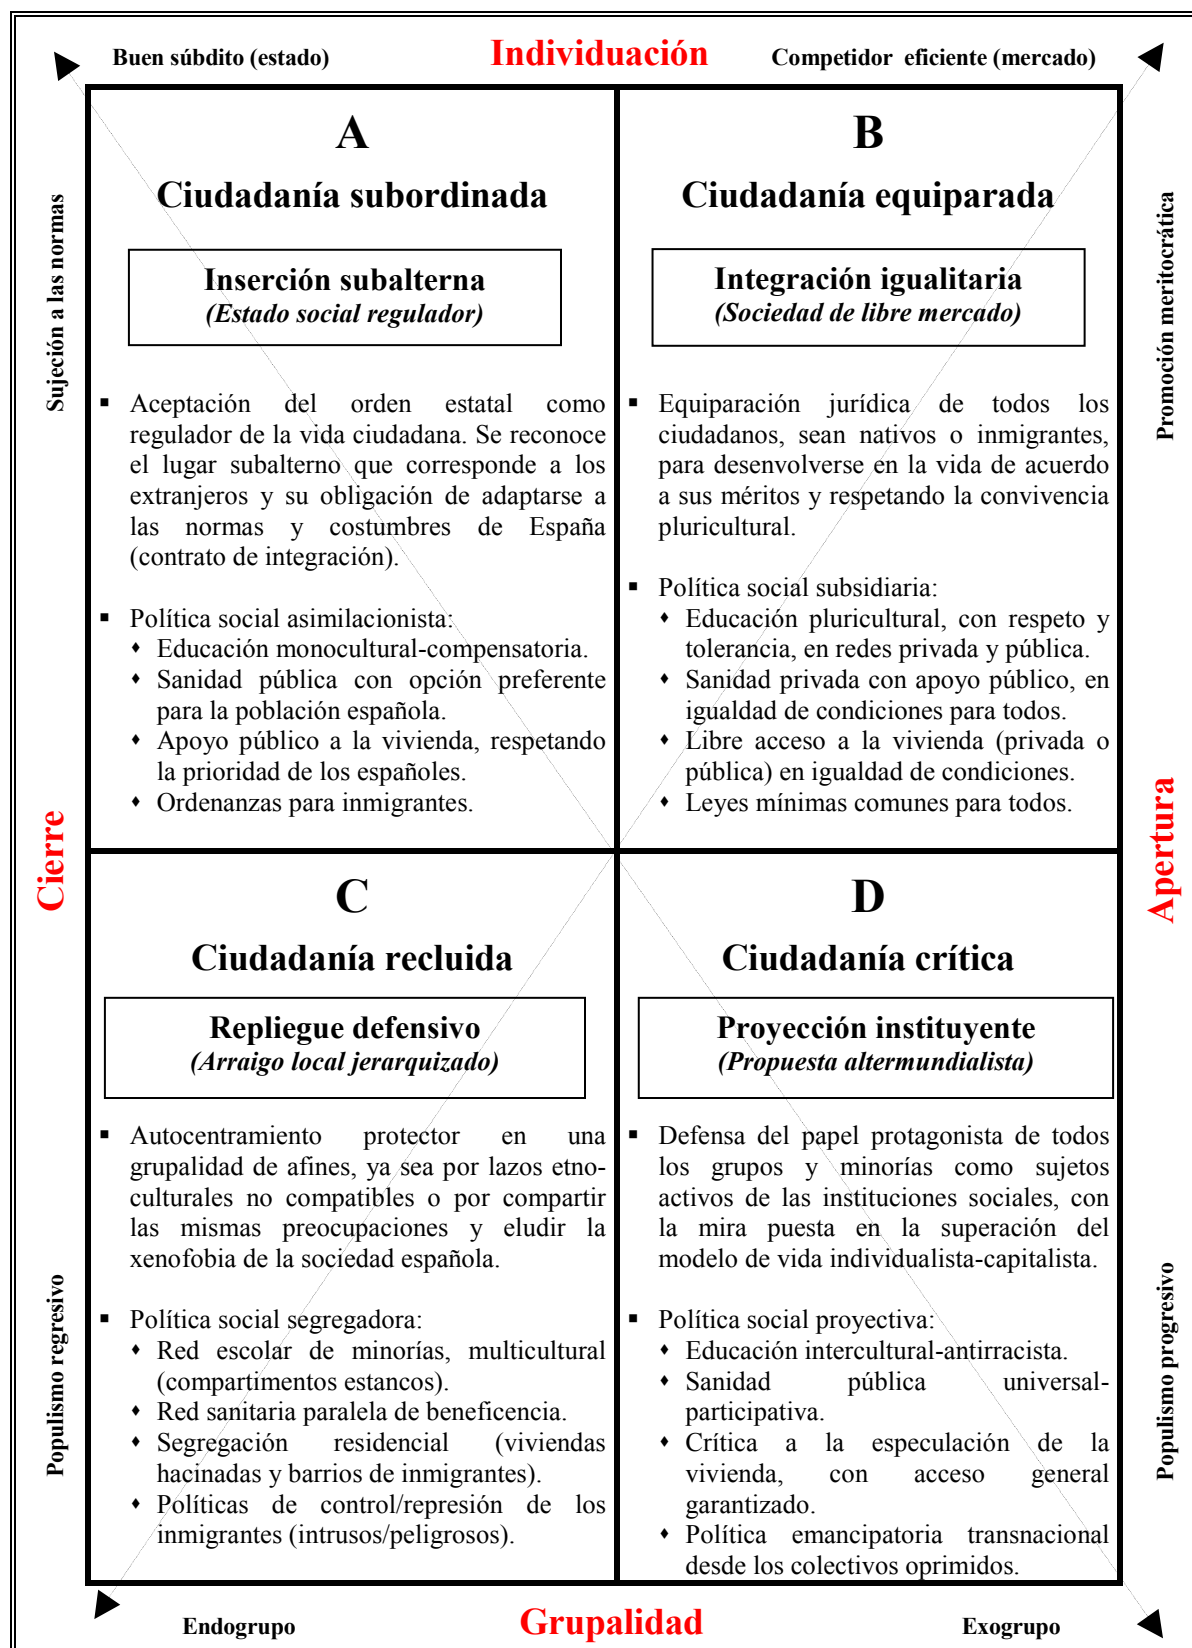 Buen súbdito (estado)
Individuación
Competidor eficiente (mercado)
Sujeción a las normas
Cierre
Populismo regresivo
A
Ciudadanía subordinada
Inserción subalterna
(Estado social regulador)
▪ Aceptación del orden estatal como
regulador de la vida ciudadana. Se reconoce
el lugar subalterno que corresponde a los
extranjeros y su obligación de adaptarse a
las normas y costumbres de España
(contrato de integración).
▪ Política social asimilacionista:
♦ Educación monocultural-compensatoria.
♦ Sanidad pública con opción preferente
para la población española.
♦ Apoyo público a la vivienda, respetando
la prioridad de los españoles.
♦ Ordenanzas para inmigrantes.
B
Ciudadanía equiparada
Integración igualitaria
(Sociedad de libre mercado)
▪ Equiparación jurídica de todos los
ciudadanos, sean nativos o inmigrantes,
para desenvolverse en la vida de acuerdo
a sus méritos y respetando la convivencia
pluricultural.
▪ Política social subsidiaria:
♦ Educación pluricultural, con respeto y
tolerancia, en redes privada y pública.
♦ Sanidad privada con apoyo público, en
igualdad de condiciones para todos.
♦ Libre acceso a la vivienda (privada o
pública) en igualdad de condiciones.
♦ Leyes mínimas comunes para todos.
C
Ciudadanía recluida
Repliegue defensivo
(Arraigo local jerarquizado)
▪ Autocentramiento protector en una
grupalidad de afines, ya sea por lazos etno-
culturales no compatibles o por compartir
las mismas preocupaciones y eludir la
xenofobia de la sociedad española.
▪ Política social segregadora:
♦ Red escolar de minorías, multicultural
(compartimentos estancos).
♦ Red sanitaria paralela de beneficencia.
♦ Segregación residencial (viviendas
hacinadas y barrios de inmigrantes).
♦ Políticas de control/represión de los
inmigrantes (intrusos/peligrosos).
D
Ciudadanía crítica
Proyección instituyente
(Propuesta altermundialista)
▪ Defensa del papel protagonista de todos
los grupos y minorías como sujetos
activos de las instituciones sociales, con
la mira puesta en la superación del
modelo de vida individualista-capitalista.
▪ Política social proyectiva:
♦ Educación intercultural-antirracista.
♦ Sanidad pública universal-
participativa.
♦ Crítica a la especulación de la
vivienda, con acceso general
garantizado.
♦ Política emancipatoria transnacional
desde los colectivos oprimidos.
Promoción meritocrática
Apertura
Populismo progresivo
Endogrupo
Grupalidad
Exogrupo